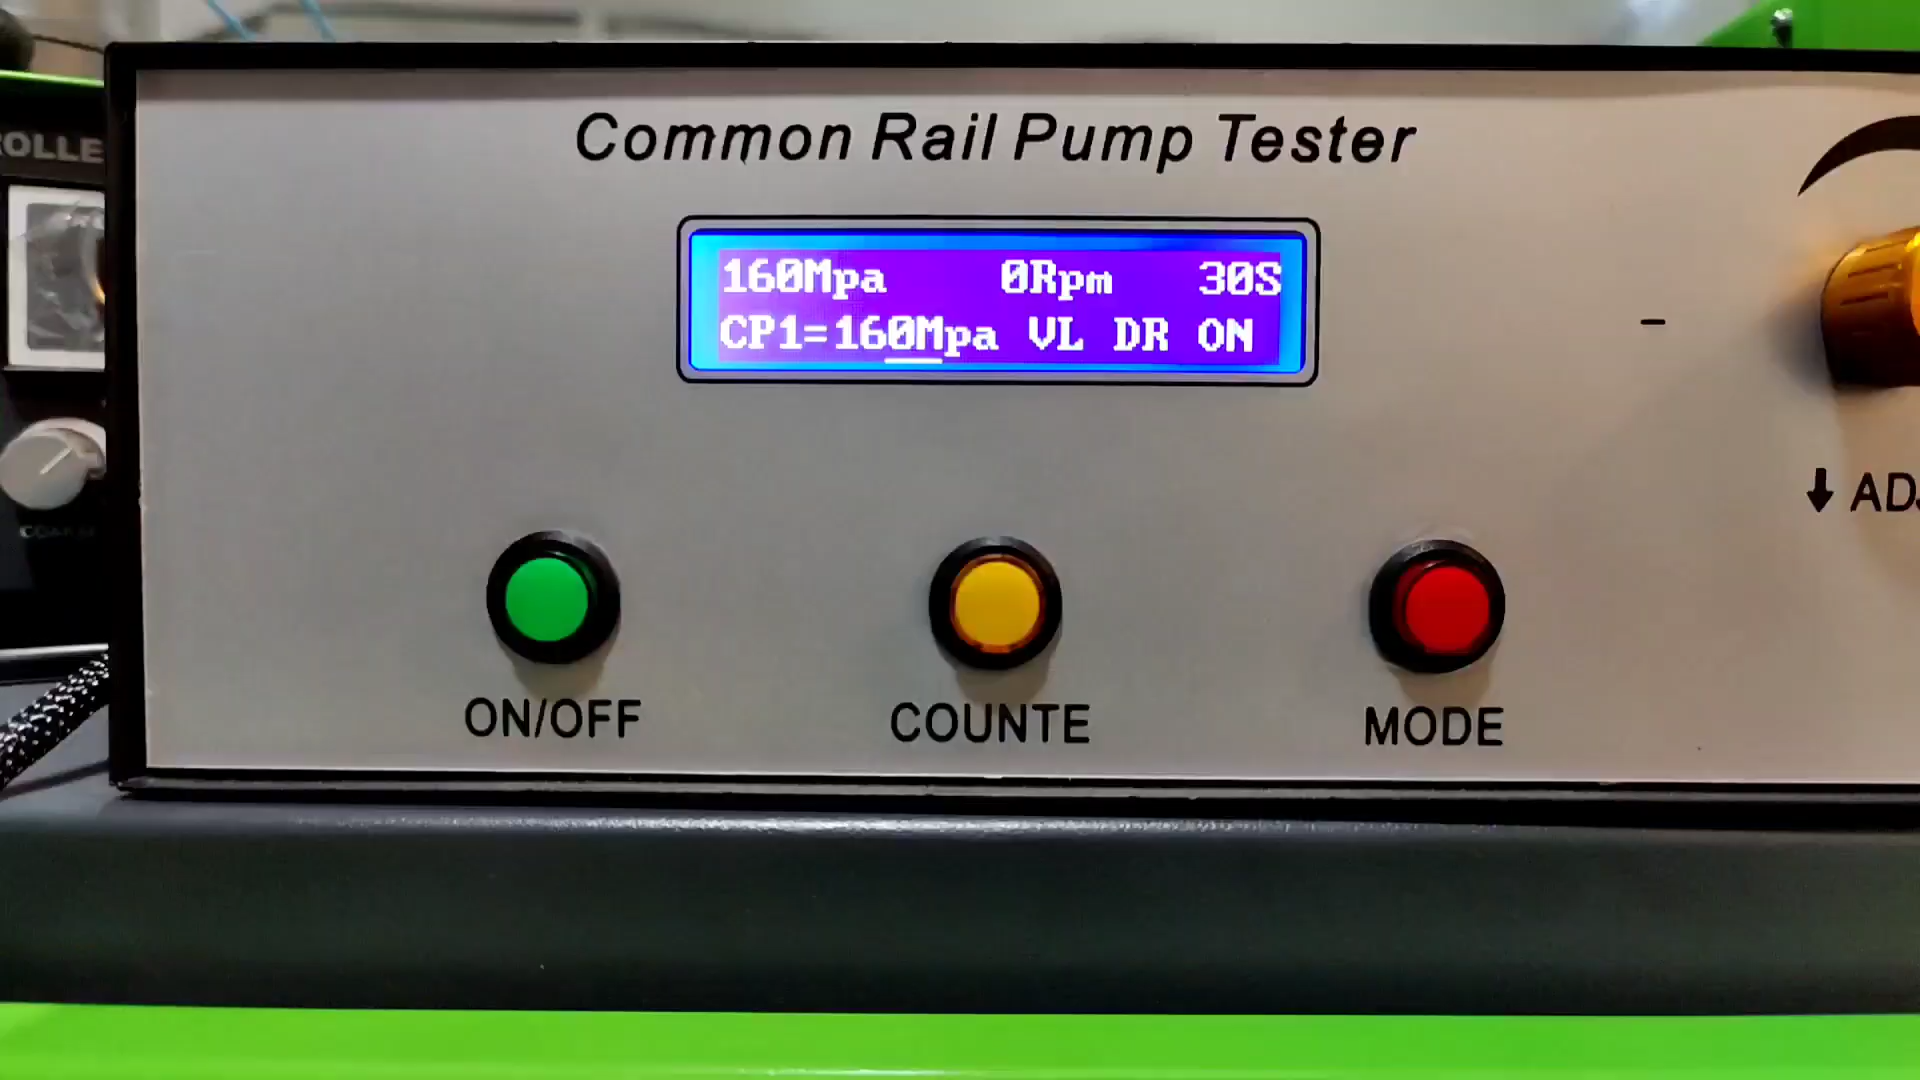 Common Rail Pump Tester
160Mpa 0Rpm 30S
CP1=160Mpa VL DR ON
-
ON/OFF
COUNTE
MODE